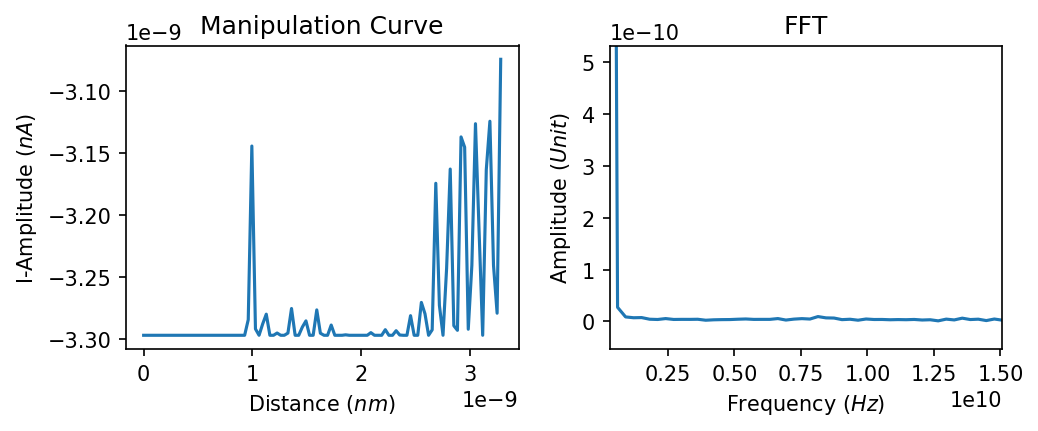 Manipulation Curve
1e−9
−3.10
−3.15
−3.20
−3.25
−3.30
I-Amplitude (nA)
0 1 2 3
Distance (nm)
1e−9
FFT
1e−10
5
4
3
2
1
0
Amplitude (Unit)
0.25 0.50 0.75 1.00 1.25 1.50
Frequency (Hz)
1e10